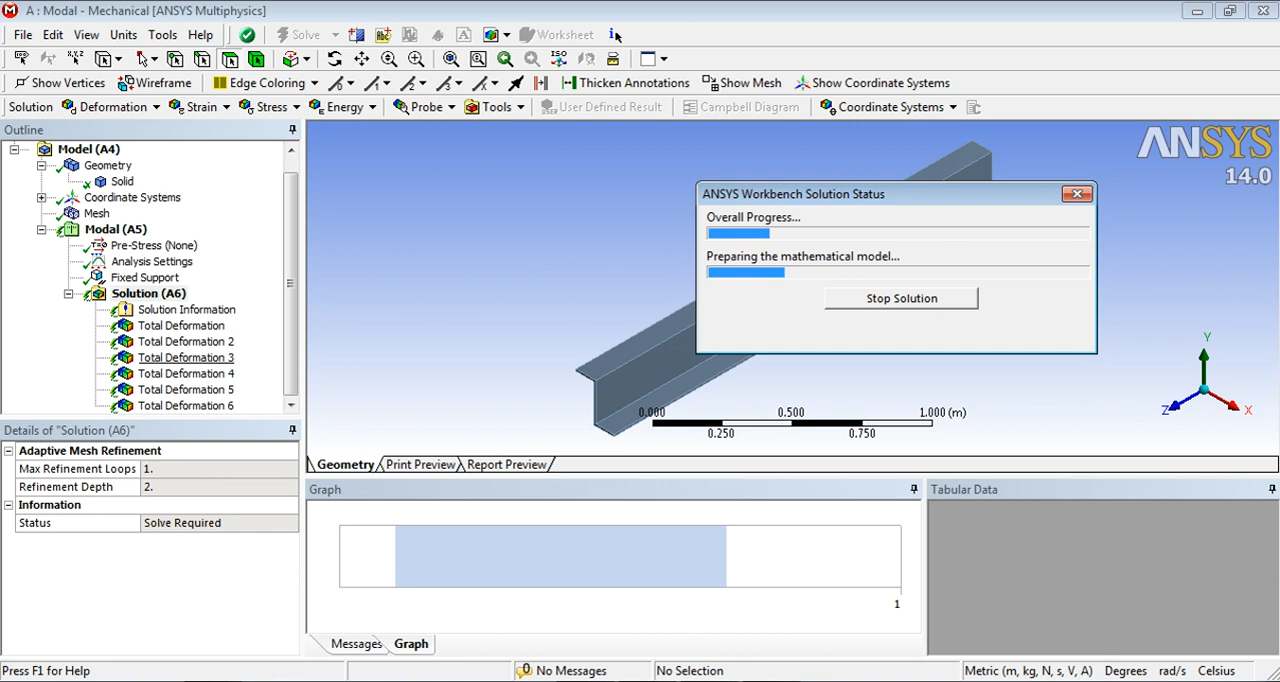 A : Modal - Mechanical [ANSYS Multiphysics]
File Edit View Units Tools Help Solve Worksheet
Show Vertices Wireframe Edge Coloring Thicken Annotations Show Mesh Show Coordinate Systems
Solution Deformation Strain Stress Energy Probe Tools User Defined Result Campbell Diagram Coordinate Systems
Outline
Model (A4)
Geometry
Solid
Coordinate Systems
Mesh
Modal (A5)
Pre-Stress (None)
Analysis Settings
Fixed Support
Solution (A6)
Solution Information
Total Deformation
Total Deformation 2
Total Deformation 3
Total Deformation 4
Total Deformation 5
Total Deformation 6
Details of "Solution (A6)"
Adaptive Mesh Refinement
Max Refinement Loops 1.
Refinement Depth 2.
Information
Status Solve Required
ANSYS
14.0
ANSYS Workbench Solution Status
Overall Progress...
Preparing the mathematical model...
Stop Solution
0.000 0.500 1.000 (m)
0.250 0.750
Y
Z X
Geometry Print Preview Report Preview
Graph
1
Messages Graph
Tabular Data
Press F1 for Help 0 No Messages No Selection Metric (m, kg, N, s, V, A) Degrees rad/s Celsius